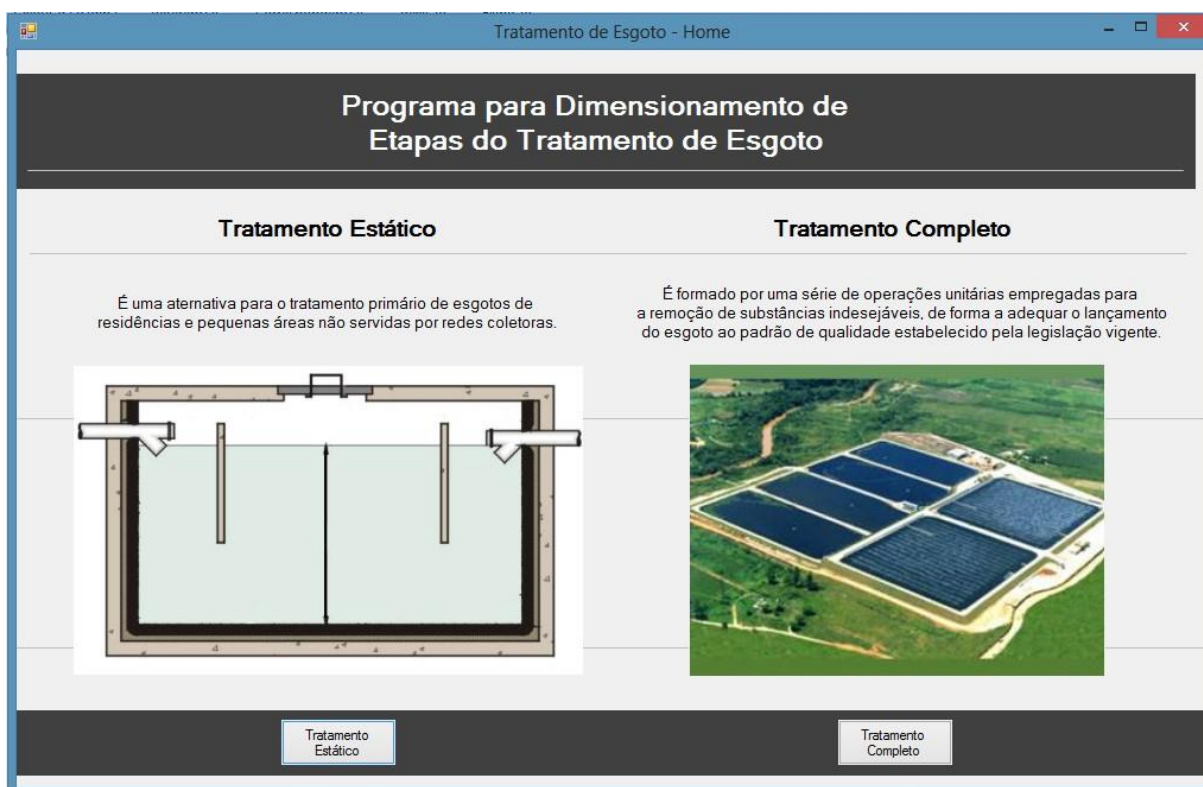 Tratamento de Esgoto - Home
Programa para Dimensionamento de
Etapas do Tratamento de Esgoto
Tratamento Estático
É uma aternativa para o tratamento primário de esgotos de
residências e pequenas áreas não servidas por redes coletoras.
Tratamento Completo
É formado por uma série de operações unitárias empregadas para
a remoção de substâncias indesejáveis, de forma a adequar o lançamento
do esgoto ao padrão de qualidade estabelecido pela legislação vigente.
Tratamento
Estático
Tratamento
Completo